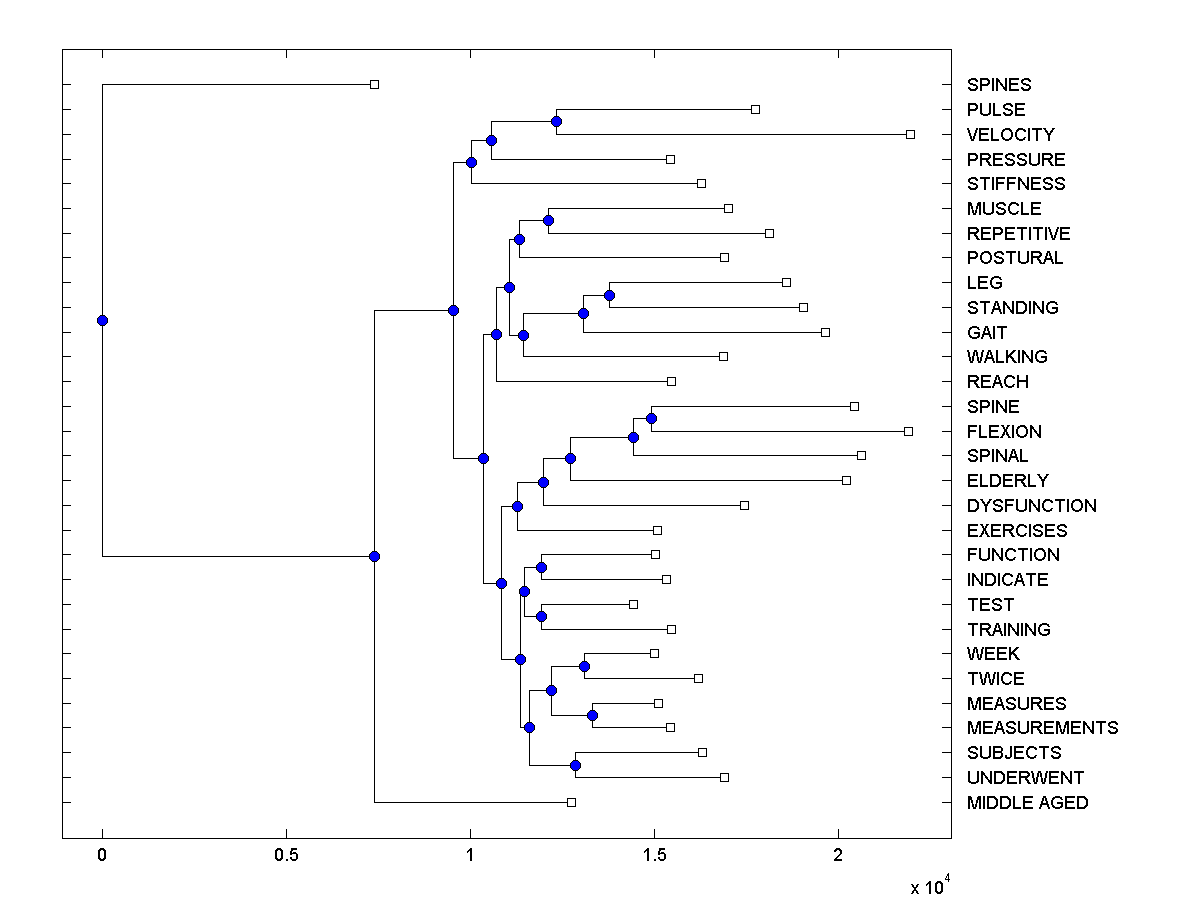 SPINES
PULSE
VELOCITY
PRESSURE
STIFFNESS
MUSCLE
REPETITIVE
POSTURAL
LEG
STANDING
GAIT
WALKING
REACH
SPINE
FLEXION
SPINAL
ELDERLY
DYSFUNCTION
EXERCISES
FUNCTION
INDICATE
TEST
TRAINING
WEEK
TWICE
MEASURES
MEASUREMENTS
SUBJECTS
UNDERWENT
MIDDLE AGED
0 0.5 1 1.5 2
x 10^4